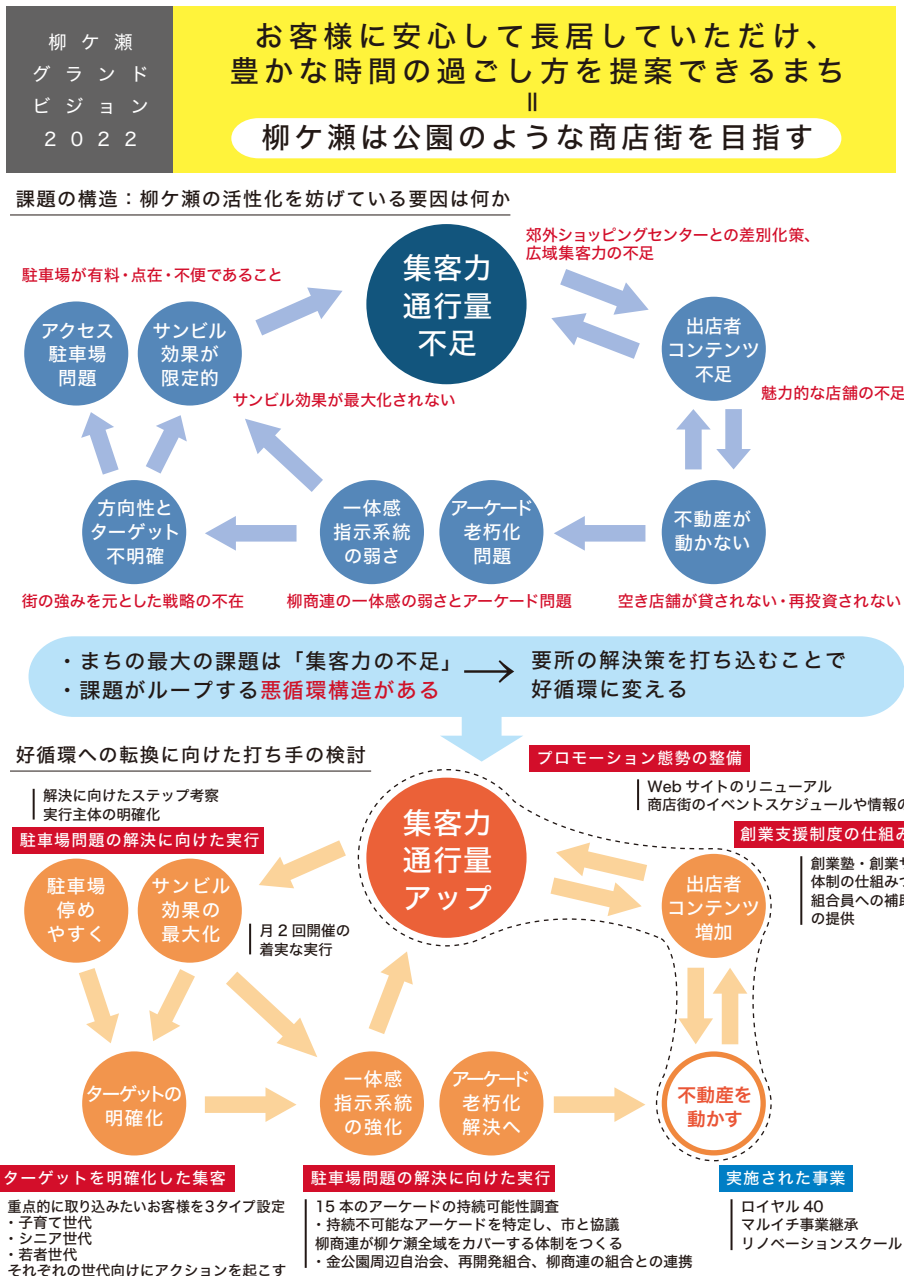 柳ケ瀬
グランド
ビジョン
2022
お客様に安心して長居していただけ、
豊かな時間の過ごし方を提案できるまち
=
柳ケ瀬は公園のような商店街を目指す
課題の構造：柳ケ瀬の活性化を妨げている要因は何か
集客力
通行量
不足
郊外ショッピングセンターとの差別化策、
広域集客力の不足
駐車場が有料・点在・不便であること
アクセス
駐車場
問題
サンビル
効果が
限定的
サンビル効果が最大化されない
出店者
コンテンツ
不足
魅力的な店舗の不足
方向性と
ターゲット
不明確
一体感
指示系統
の弱さ
アーケード
老朽化
問題
不動産が
動かない
街の強みを元とした戦略の不在
柳商連の一体感の弱さとアーケード問題
空き店舗が貸されない・再投資されない
・まちの最大の課題は「集客力の不足」
・課題がループする悪循環構造がある
→
要所の解決策を打ち込むことで
好循環に変える
好循環への転換に向けた打ち手の検討
プロモーション態勢の整備
Webサイトのリニューアル
商店街のイベントスケジュールや情報の
解決に向けたステップ考察
実行主体の明確化
駐車場問題の解決に向けた実行
集客力
通行量
アップ
創業支援制度の仕組み
創業塾・創業サ
体制の仕組みづ
組合員への補助
の提供
駐車場
停め
やすく
サンビル
効果の
最大化
月2回開催の
着実な実行
出店者
コンテンツ
増加
ターゲットの
明確化
一体感
指示系統
の強化
アーケード
老朽化
解決へ
不動産を
動かす
ターゲットを明確化した集客
重点的に取り込みたいお客様を3タイプ設定
・子育て世代
・シニア世代
・若者世代
それぞれの世代向けにアクションを起こす
駐車場問題の解決に向けた実行
15本のアーケードの持続可能性調査
・持続不可能なアーケードを特定し、市と協議
柳商連が柳ケ瀬全域をカバーする体制をつくる
・金公園周辺自治会、再開発組合、柳商連の組合との連携
実施された事業
ロイヤル40
マルイチ事業継承
リノベーションスクール